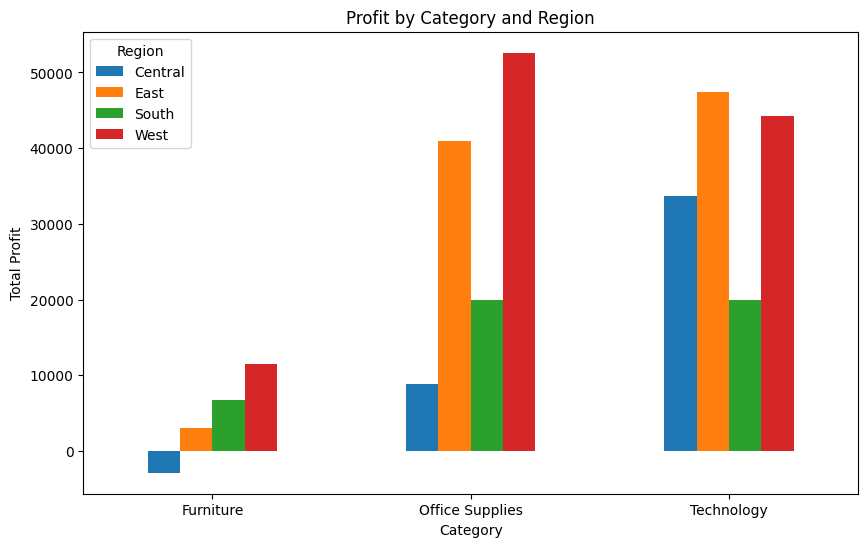 Profit by Category and Region
Region
Central
East
South
West
50000
40000
30000
20000
10000
0
Total Profit
Furniture
Office Supplies
Technology
Category